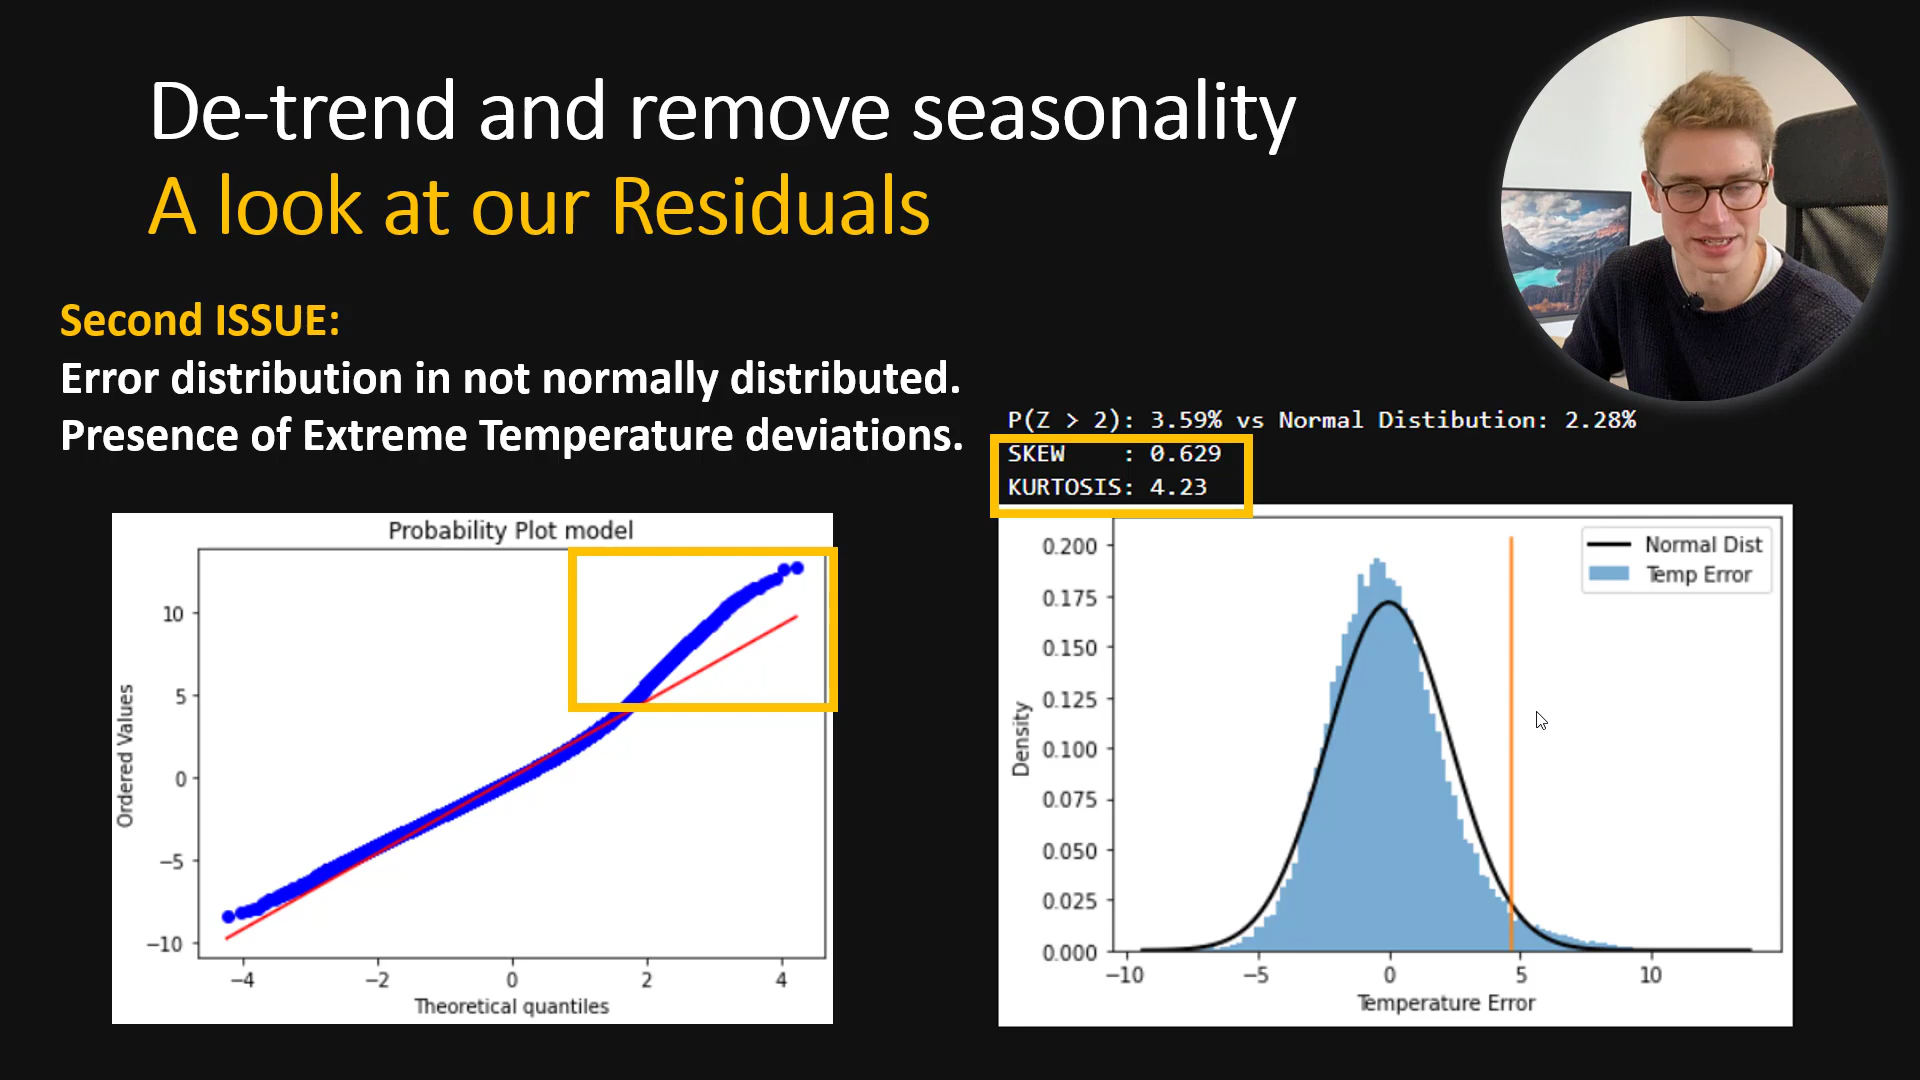 De-trend and remove seasonality
A look at our Residuals
Second ISSUE:
Error distribution in not normally distributed.
Presence of Extreme Temperature deviations.
P(Z > 2): 3.59% vs Normal Distibution: 2.28%
SKEW    : 0.629
KURTOSIS: 4.23
Probability Plot model
Ordered Values
10
5
0
−5
−10
−4 −2 0 2 4
Theoretical quantiles
Normal Dist
Temp Error
Density
0.200
0.175
0.150
0.125
0.100
0.075
0.050
0.025
0.000
−10 −5 0 5 10
Temperature Error